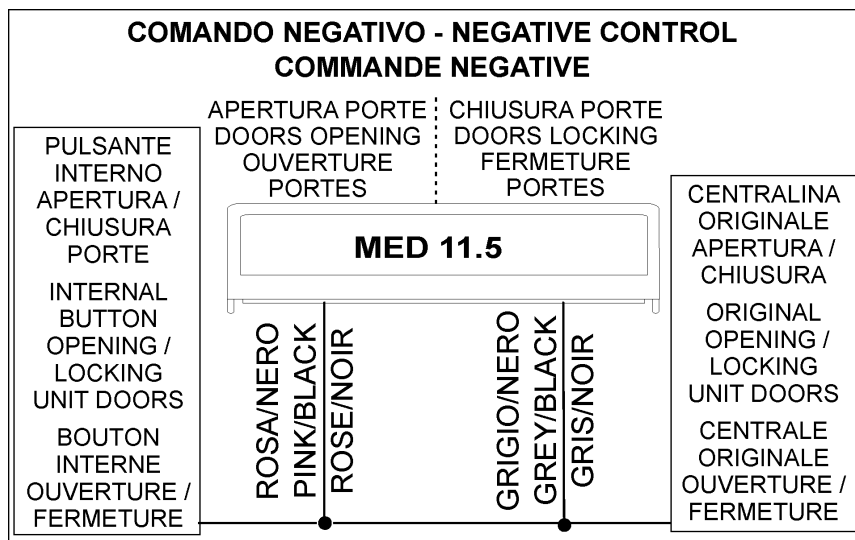 COMANDO NEGATIVO - NEGATIVE CONTROL
COMMANDE NEGATIVE
APERTURA PORTE
DOORS OPENING
OUVERTURE
PORTES
CHIUSURA PORTE
DOORS LOCKING
FERMETURE
PORTES
PULSANTE
INTERNO
APERTURA /
CHIUSURA
PORTE
INTERNAL
BUTTON
OPENING /
LOCKING
UNIT DOORS
BOUTON
INTERNE
OUVERTURE /
FERMETURE
MED 11.5
ROSA/NERO
PINK/BLACK
ROSE/NOIR
GRIGIO/NERO
GREY/BLACK
GRIS/NOIR
CENTRALINA
ORIGINALE
APERTURA /
CHIUSURA
ORIGINAL
OPENING /
LOCKING
UNIT DOORS
CENTRALE
ORIGINALE
OUVERTURE /
FERMETURE